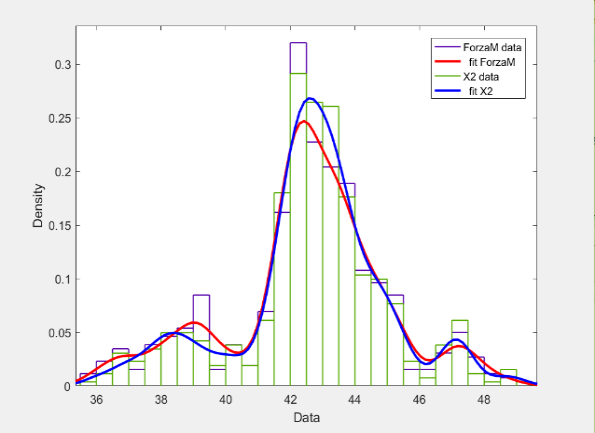 ForzaM data
fit ForzaM
X2 data
fit X2
0.3
0.25
0.2
0.15
0.1
0.05
0
Density
36 38 40 42 44 46 48
Data